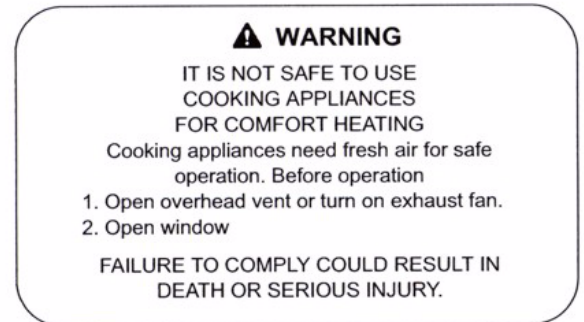 WARNING
IT IS NOT SAFE TO USE
COOKING APPLIANCES
FOR COMFORT HEATING
Cooking appliances need fresh air for safe
operation. Before operation
1. Open overhead vent or turn on exhaust fan.
2. Open window
FAILURE TO COMPLY COULD RESULT IN
DEATH OR SERIOUS INJURY.